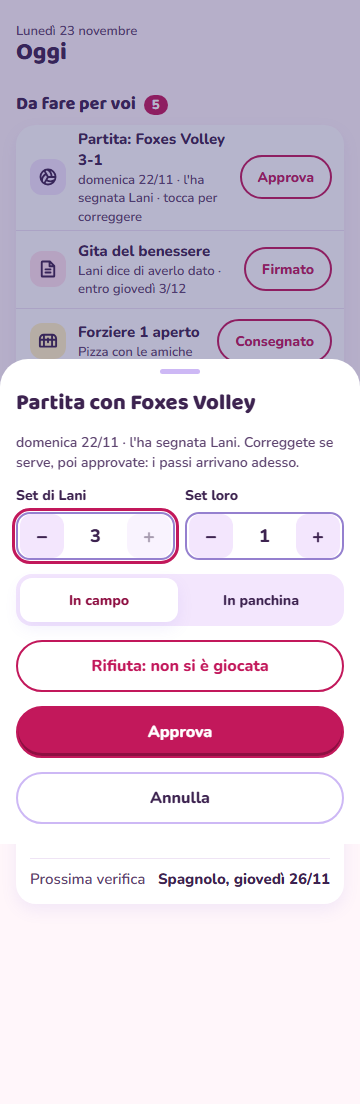 Lunedì 23 novembre
Oggi
Da fare per voi 5
Partita: Foxes Volley
3-1
domenica 22/11 · l'ha
segnata Lani · tocca per
correggere
Approva
Gita del benessere
Lani dice di averlo dato ·
entro giovedì 3/12
Firmato
Forziere 1 aperto
Pizza con le amiche
Consegnato
Partita con Foxes Volley
domenica 22/11 · l'ha segnata Lani. Correggete se
serve, poi approvate: i passi arrivano adesso.
Set di Lani Set loro
− 3 + − 1 +
In campo In panchina
Rifiuta: non si è giocata
Approva
Annulla
Prossima verifica Spagnolo, giovedì 26/11